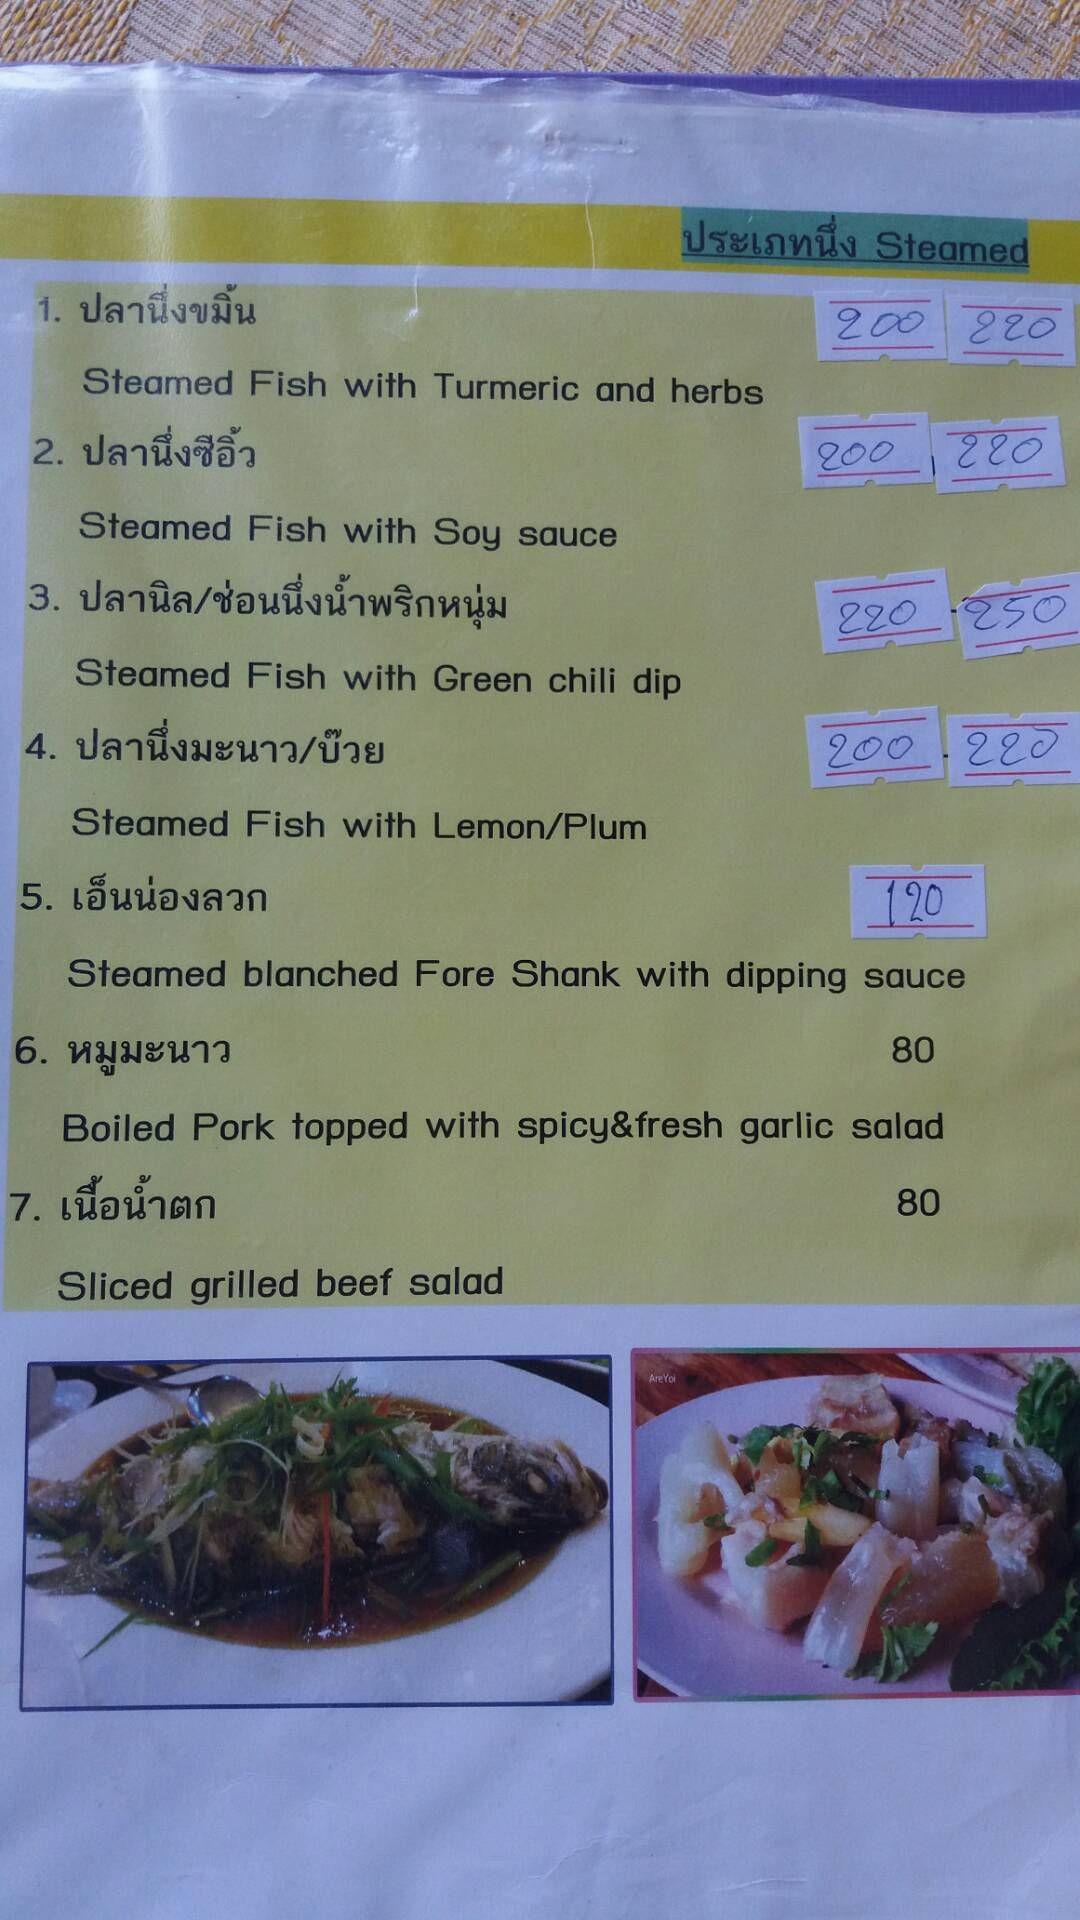 ประเภทนึ่ง Steamed
1. ปลานึ่งขมิ้น 200 220
Steamed Fish with Turmeric and herbs
2. ปลานึ่งซีอิ้ว 200 220
Steamed Fish with Soy sauce
3. ปลานิล/ช่อนนึ่งน้ำพริกหนุ่ม 220 - 250
Steamed Fish with Green chili dip
4. ปลานึ่งมะนาว/บ๊วย 200 - 220
Steamed Fish with Lemon/Plum
5. เอ็นน่องลวก 120
Steamed blanched Fore Shank with dipping sauce
6. หมูมะนาว 80
Boiled Pork topped with spicy&fresh garlic salad
7. เนื้อน้ำตก 80
Sliced grilled beef salad
AreYoi